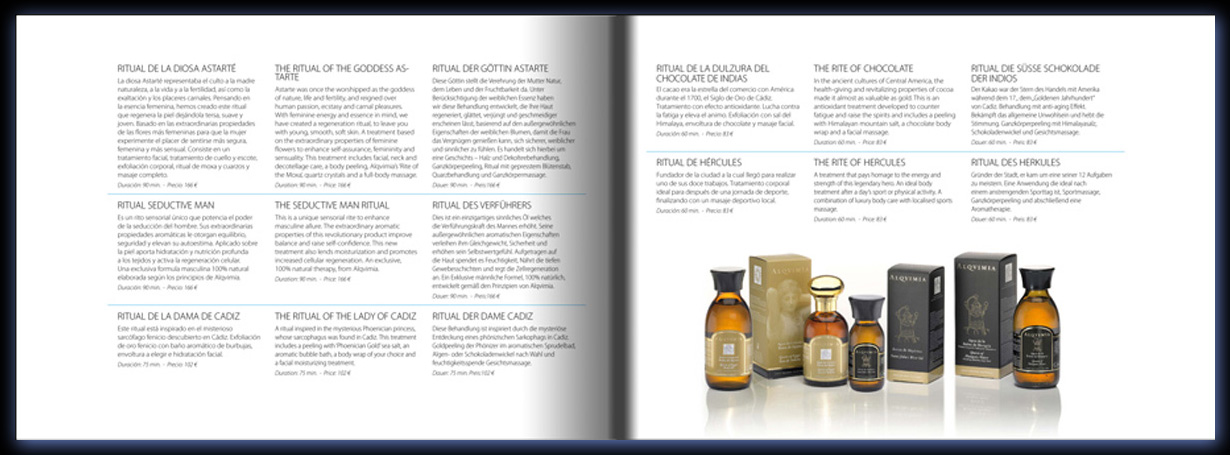 RITUAL DE LA DIOSA ASTARTÉ
La diosa Astarté representaba el culto a la madre
naturaleza, a la vida y a la fertilidad, así como la
exaltación y los placeres carnales. Pensando en
la esencia femenina, hemos creado este ritual
que regenera la piel dejándola tersa, suave y
joven. Basado en las extraordinarias propiedades
de las flores más femeninas para que la mujer
experimente el placer de sentirse más segura,
femenina y más sensual. Consiste en un
tratamiento facial, tratamiento de cuello y escote,
exfoliación corporal, ritual de moxa y cuarzos y
masaje completo.
Duración: 90 min. - Precio: 166 €
THE RITUAL OF THE GODDESS AS-
TARTE
Astarte was once the worshipped as the goddess
of nature, life and fertility, and reigned over
human passion, ecstasy and carnal pleasures.
With feminine energy and essence in mind, we
have created a regeneration ritual, to leave you
with young, smooth, soft skin. A treatment based
on the extraordinary properties of feminine
flowers to enhance self-assurance, femininity and
sensuality. This treatment includes facial, neck and
decolletage care, a body peeling, Alqvimia's 'Rite of
the Moxa', quartz crystals and a full-body massage.
Duration: 90 min. - Price: 166 €
RITUAL DER GÖTTIN ASTARTE
Diese Göttin stellt die Verehrung der Mutter Natur,
dem Leben und der Fruchtbarkeit da. Unter
Berücksichtigung der weiblichen Essenz haben
wir diese Behandlung entwickelt, die Ihre Haut
regeneriert, glättet, verjüngt und geschmeidiger
erscheinen lässt, basierend auf den außergewöhnlichen
Eigenschaften der weiblichen Blumen, damit die Frau
das Vergnügen genießen kann, sich sicherer, weiblicher
und sinnlicher zu fühlen. Es handelt sich hierbei um
eine Gesichts – Hals und Dekolleteebehandlung,
Ganzkörperpeeling, Ritual mit gepresstem Blütenstab,
Quarzbehandlung und Ganzkörpermassage.
Dauer: 90 min. - Preis:166 €
RITUAL SEDUCTIVE MAN
Es un rito sensorial único que potencia el poder
de la seducción del hombre. Sus extraordinarias
propiedades aromáticas le otorgan equilibrio,
seguridad y elevan su autoestima. Aplicado sobre
la piel aporta hidratación y nutrición profunda
a los tejidos y activa la regeneración celular.
Una exclusiva formula masculina 100% natural
elaborada según los principios de Alqvimia.
Duración: 90 min. - Precio: 166 €
THE SEDUCTIVE MAN RITUAL
This is a unique sensorial rite to enhance
masculine allure. The extraordinary aromatic
properties of this revolutionary product improve
balance and raise self-confidence. This new
treatment also lends moisturization and promotes
increased cellular regeneration. An exclusive,
100% natural therapy, from Alqvimia.
Duration: 90 min. - Price: 166 €
RITUAL DES VERFÜHRERS
Dies ist ein einzigartiges sinnliches Öl welches
die Verführungskraft des Mannes erhöht. Seine
außergewöhnlichen aromatischen Eigenschaften
verleihen ihm Gleichgewicht, Sicherheit und
erhöhen sein Selbstwertgefühl. Aufgetragen auf
die Haut spendet es Feuchtigkeit, Nährt die tiefen
Gewebeschichten und regt die Zellregeneration
an. Ein Exklusive männliche Formel, 100% natürlich,
entwickelt gemäß den Prinzipien von Alqvimia.
Dauer: 90 min. - Preis:166 €
RITUAL DE LA DAMA DE CADIZ
Este ritual está inspirado en el misterioso
sarcófago fenicio descubierto en Cádiz. Exfoliación
de oro fenicio con baño aromático de burbujas,
envoltura a elegir e hidratación facial.
Duración: 75 min. - Precio: 102 €
THE RITUAL OF THE LADY OF CADIZ
A ritual inspired in the mysterious Phoenician princess,
whose sarcophagus was found in Cadiz. This treatment
includes a peeling with 'Phoenician Gold' sea salt, an
aromatic bubble bath, a body wrap of your choice and
a facial moisturizing treatment.
Duration: 75 min. - Price: 102 €
RITUAL DER DAME CADIZ
Diese Behandlung ist inspiriert durch die mysteriöse
Entdeckung eines phönizischen Sarkophags in Cadiz.
Goldpeeling der Phönizier im aromatischen Sprudelbad,
Algen- oder Schokoladewickel nach Wahl und
feuchtigkeitspendende Gesichtsmassage.
Dauer: 75 min. Preis:102 €
RITUAL DE LA DULZURA DEL
CHOCOLATE DE INDIAS
El cacao era la estrella del comercio con América
durante el 1700, el Siglo de Oro de Cádiz.
Tratamiento con efecto antioxidante. Lucha contra
la fatiga y eleva el animo. Exfoliación con sal del
Himalaya, envoltura de chocolate y masaje facial.
Duración: 60 min. - Precio: 83 €
THE RITE OF CHOCOLATE
In the ancient cultures of Central America, the
health-giving and revitalizing properties of cocoa
made it almost as valuable as gold. This is an
antioxidant treatment developed to counter
fatigue and raise the spirits and includes a peeling
with Himalayan mountain salt, a chocolate body
wrap and a facial massage.
Duration: 60 min. - Price: 83 €
RITUAL DIE SÜSSE SCHOKOLADE
DER INDIOS
Der Kakao war der Stern des Handels mit Amerika
während dem 17., dem „Goldenen Jahrhundert"
von Cadiz. Behandlung mit anti-aging Effekt.
Bekämpft das allgemeine Unwohlsein und hebt die
Stimmung. Ganzkörperpeeling mit Himalayasalz,
Schokoladewickel und Gesichtsmassage.
Dauer: 60 min. - Preis: 83 €
RITUAL DE HÉRCULES
Fundador de la ciudad a la cual llegó para realizar
uno de sus doce trabajos. Tratamiento corporal
ideal para después de una jornada de deporte,
finalizando con un masaje deportivo local.
Duración: 60 min. - Precio: 83 €
THE RITE OF HERCULES
A treatment that pays homage to the energy and
strength of this legendary hero. An ideal body
treatment after a day's sport or physical activity. A
combination of luxury body care with localised sports
massage.
Duration: 60 min. - Price: 83 €
RITUAL DES HERKULES
Gründer der Stadt, er kam um eine seiner 12 Aufgaben
zu meistern. Eine Anwendung die ideal nach
einem anstrengenden Sporttag ist, Sportmassage,
Ganzkörperpeeling und abschließend eine
Aromatherapie.
Dauer: 60 min. - Preis: 83 €
ALQVIMIA
ALQVIMIA
ALQVIMIA